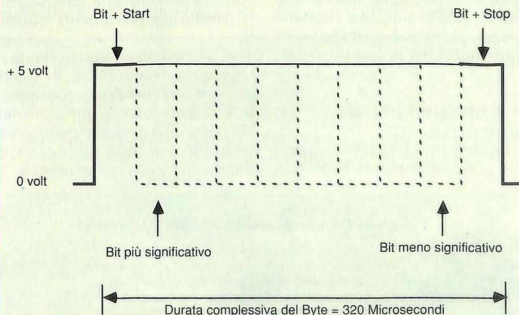 Bit + Start
Bit + Stop
+ 5 volt
0 volt
Bit più significativo
Bit meno significativo
Durata complessiva del Byte = 320 Microsecondi